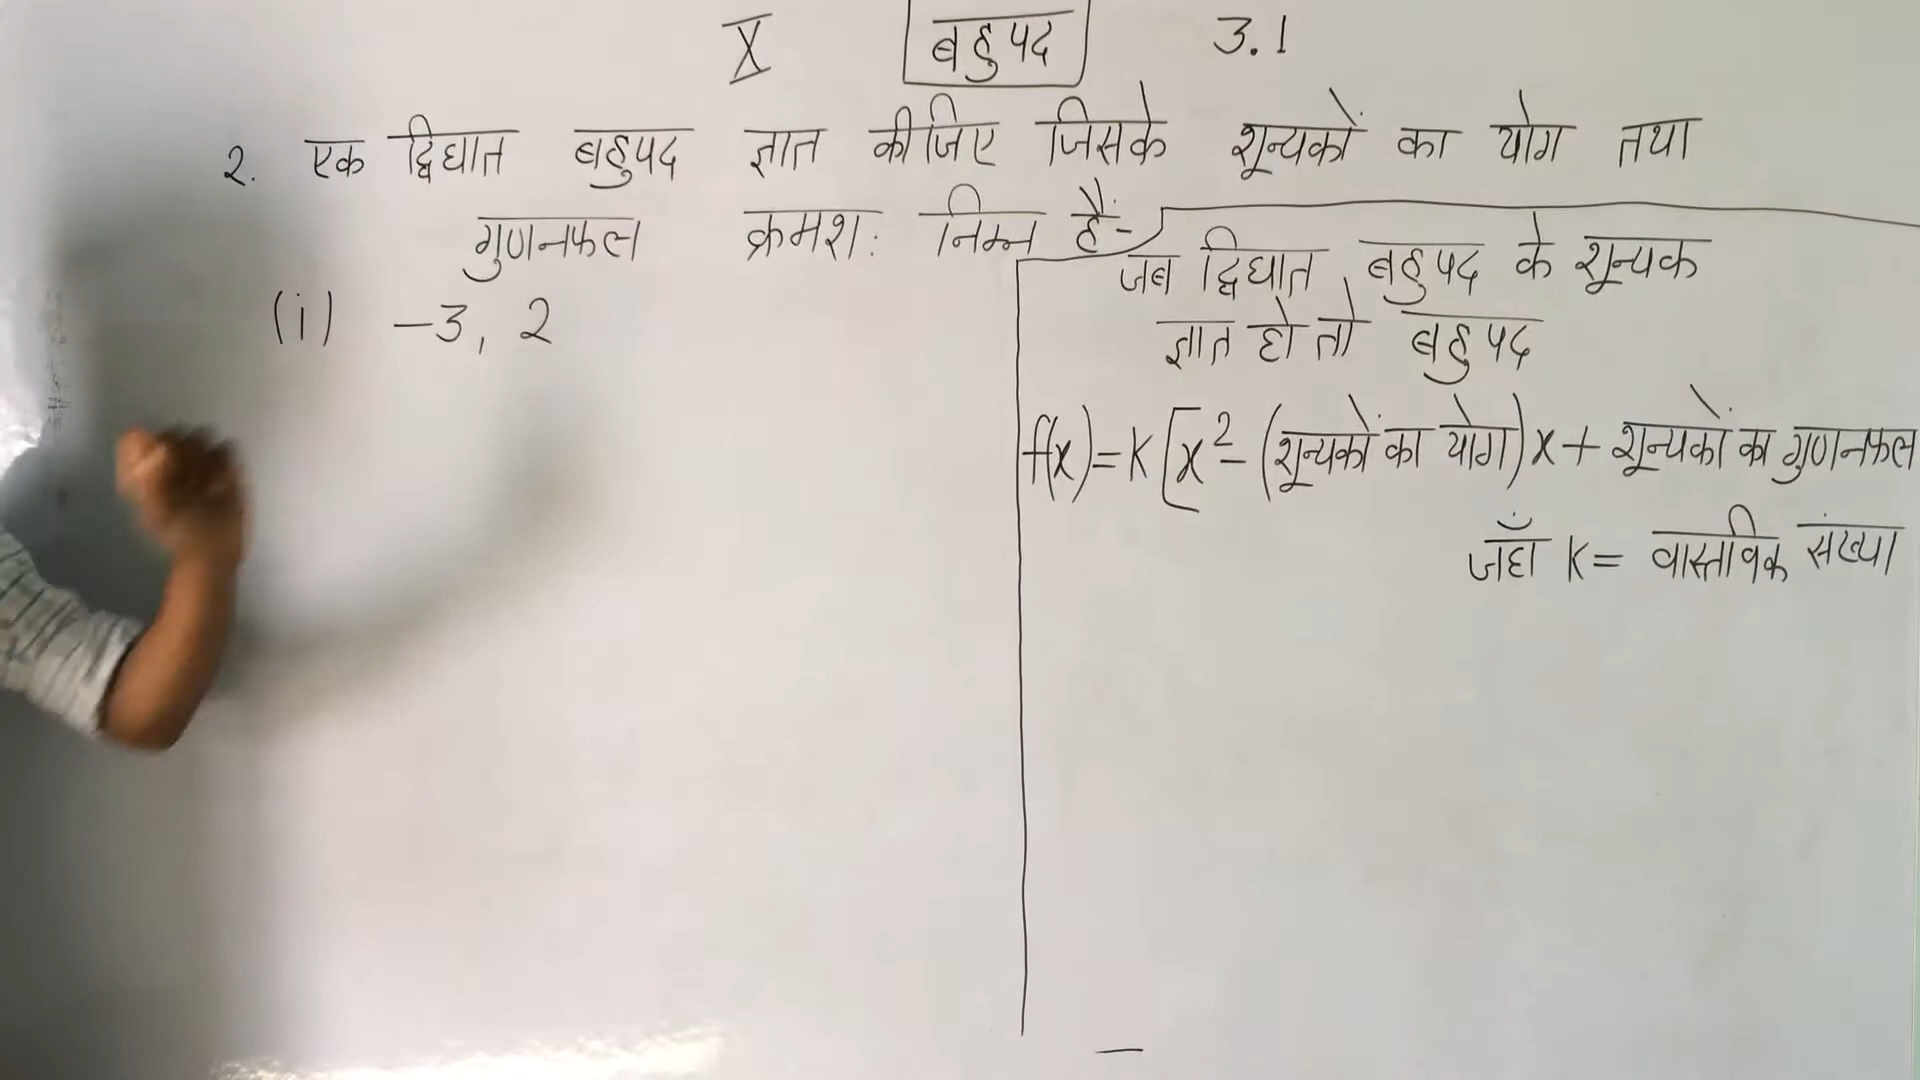 X बहुपद 3.1
2. एक द्विघात बहुपद ज्ञात कीजिए जिसके शून्यकों का योग तथा
गुणनफल क्रमशः निम्न हैं-
(i) -3, 2
जब द्विघात बहुपद के शून्यक
ज्ञात हो तो बहुपद
f(x)=K[x²-(शून्यकों का योग)x+शून्यकों का गुणनफल
जहाँ K= वास्तविक संख्या